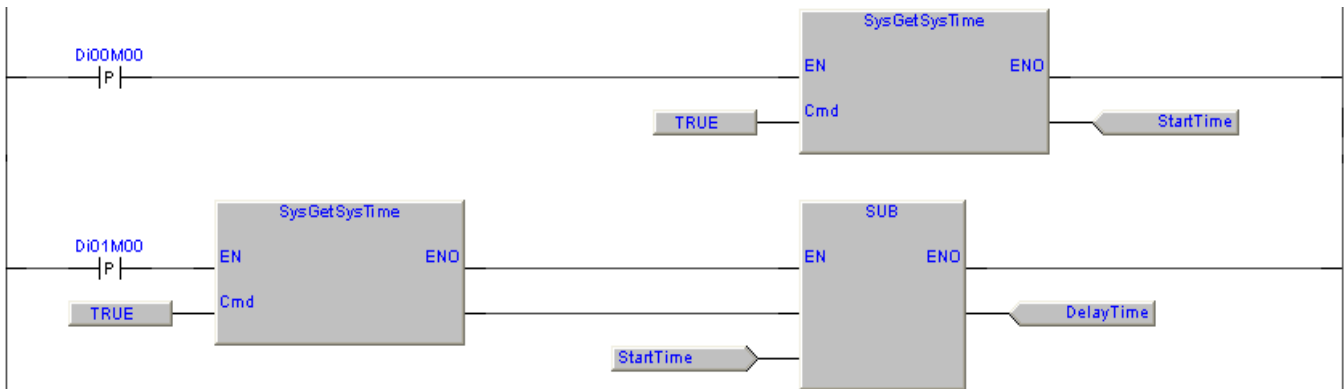 SysGetSysTime
Di00M00
P
EN ENO
Cmd
TRUE
StartTime
SysGetSysTime
SUB
Di01M00
P
EN ENO
EN ENO
Cmd
TRUE
DelayTime
StartTime